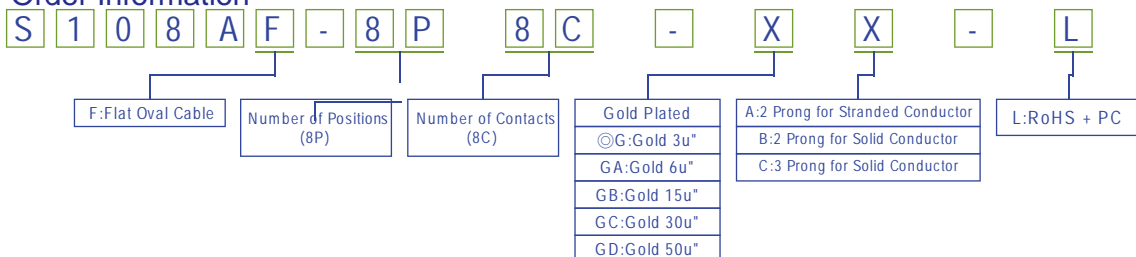 Order Information
S 1 0 8 A F - 8 P 8 C - X X - L
F:Flat Oval Cable
Number of Positions
(8P)
Number of Contacts
(8C)
Gold Plated
◎G:Gold 3u"
GA:Gold 6u"
GB:Gold 15u"
GC:Gold 30u"
GD:Gold 50u"
A:2 Prong for Stranded Conductor
B:2 Prong for Solid Conductor
C:3 Prong for Solid Conductor
L:RoHS + PC